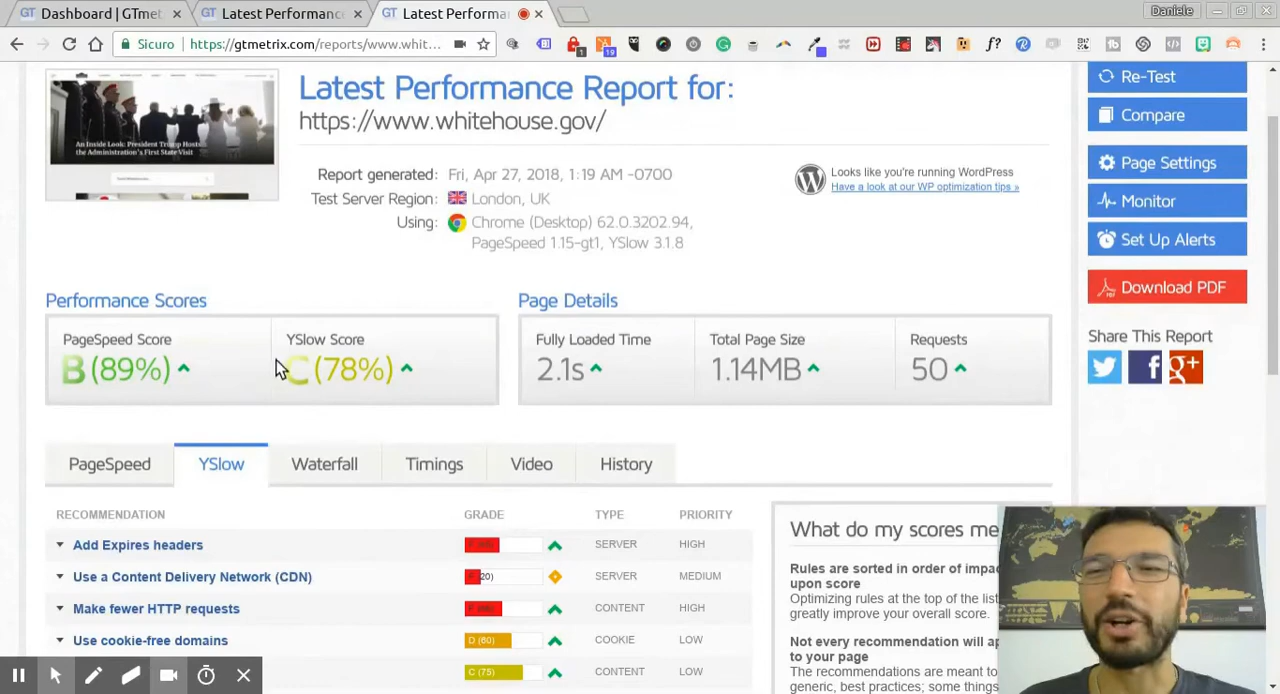 GT Dashboard | GTmet
GT Latest Performance
GT Latest Performa
Daniele
Sicuro
https://gtmetrix.com/reports/www.whit...
1
19
f?
Latest Performance Report for:
https://www.whitehouse.gov/
An Inside Look: President Trump Hosts
the Administration's First State Visit
Report generated: Fri, Apr 27, 2018, 1:19 AM -0700
Test Server Region: London, UK
Using: Chrome (Desktop) 62.0.3202.94,
PageSpeed 1.15-gt1, YSlow 3.1.8
Looks like you're running WordPress
Have a look at our WP optimization tips »
Re-Test
Compare
Page Settings
Monitor
Set Up Alerts
Download PDF
Share This Report
Performance Scores
PageSpeed Score
B (89%)
YSlow Score
C (78%)
Page Details
Fully Loaded Time
2.1s
Total Page Size
1.14MB
Requests
50
PageSpeed
YSlow
Waterfall
Timings
Video
History
RECOMMENDATION GRADE TYPE PRIORITY
Add Expires headers SERVER HIGH
Use a Content Delivery Network (CDN) SERVER MEDIUM
Make fewer HTTP requests CONTENT HIGH
Use cookie-free domains D (60) COOKIE LOW
C (75) CONTENT LOW
What do my scores me
Rules are sorted in order of impac
upon score
Optimizing rules at the top of the list
greatly improve your overall score.
Not every recommendation will ap
to your page
The recommendations are meant to
generic, best practices; some things